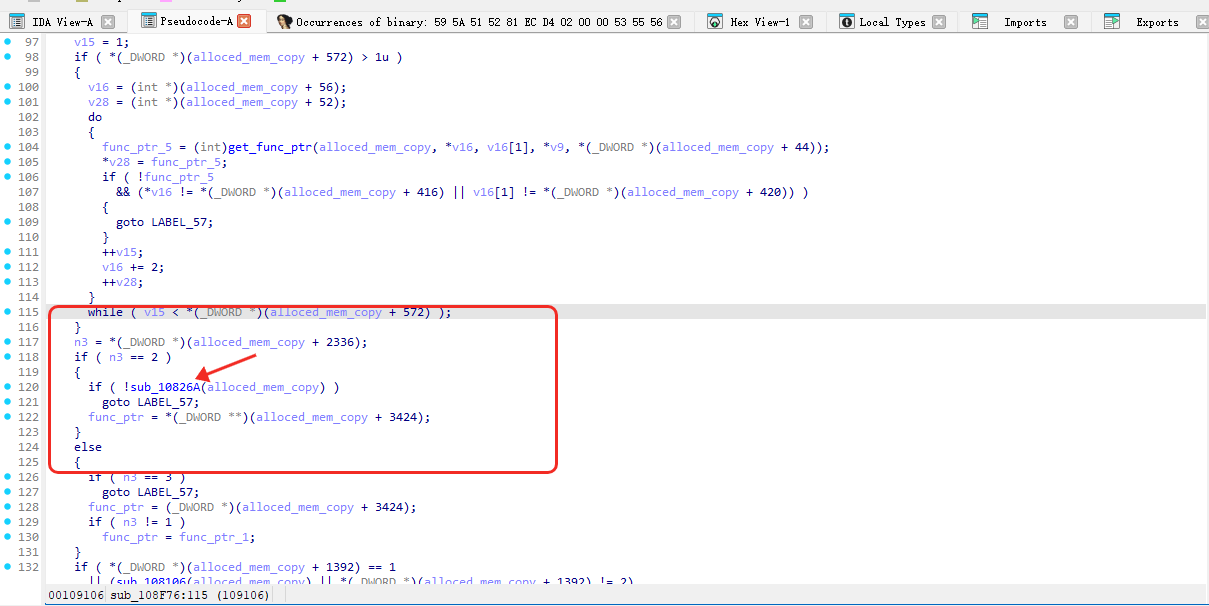 IDA View-A Pseudocode-A Occurrences of binary: 59 5A 51 52 81 EC D4 02 00 00 53 55 56 Hex View-1 Local Types Imports Exports
97 v15 = 1;
98 if ( *(_DWORD *)(alloced_mem_copy + 572) > 1u )
99 {
100 v16 = (int *)(alloced_mem_copy + 56);
101 v28 = (int *)(alloced_mem_copy + 52);
102 do
103 {
104 func_ptr_5 = (int)get_func_ptr(alloced_mem_copy, *v16, v16[1], *v9, *(_DWORD *)(alloced_mem_copy + 44));
105 *v28 = func_ptr_5;
106 if ( !func_ptr_5
107 && (*v16 != *(_DWORD *)(alloced_mem_copy + 416) || v16[1] != *(_DWORD *)(alloced_mem_copy + 420)) )
108 {
109 goto LABEL_57;
110 }
111 ++v15;
112 v16 += 2;
113 ++v28;
114 }
115 while ( v15 < *(_DWORD *)(alloced_mem_copy + 572) );
116 }
117 n3 = *(_DWORD *)(alloced_mem_copy + 2336);
118 if ( n3 == 2 )
119 {
120 if ( !sub_10826A(alloced_mem_copy) )
121 goto LABEL_57;
122 func_ptr = *(_DWORD **)(alloced_mem_copy + 3424);
123 }
124 else
125 {
126 if ( n3 == 3 )
127 goto LABEL_57;
128 func_ptr = (_DWORD *)(alloced_mem_copy + 3424);
129 if ( n3 != 1 )
130 func_ptr = func_ptr_1;
131 }
132 if ( *(_DWORD *)(alloced_mem_copy + 1392) == 1
|| (sub_108106(alloced_mem_copy) || *(_DWORD *)(alloced_mem_copy + 1392) != 2)
00109106 sub_108F76:115 (109106)